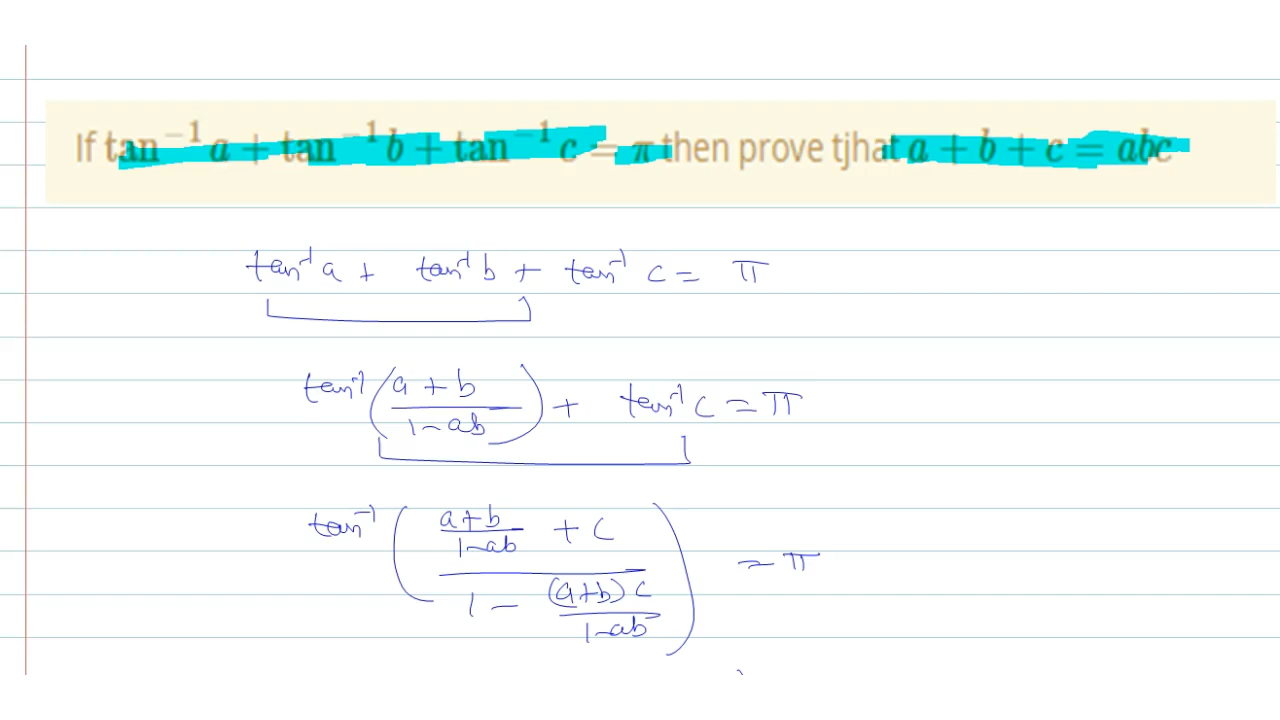 If tan⁻¹ a + tan⁻¹ b + tan⁻¹ c = π then prove tjhat a + b + c = abc
tan⁻¹ a + tan⁻¹ b + tan⁻¹ c = π
tan⁻¹ ( (a + b) / (1 - ab) ) + tan⁻¹ c = π
tan⁻¹ ( ( (a+b) / (1-ab) + c ) / ( 1 - (a+b) c / (1-ab) ) ) = π